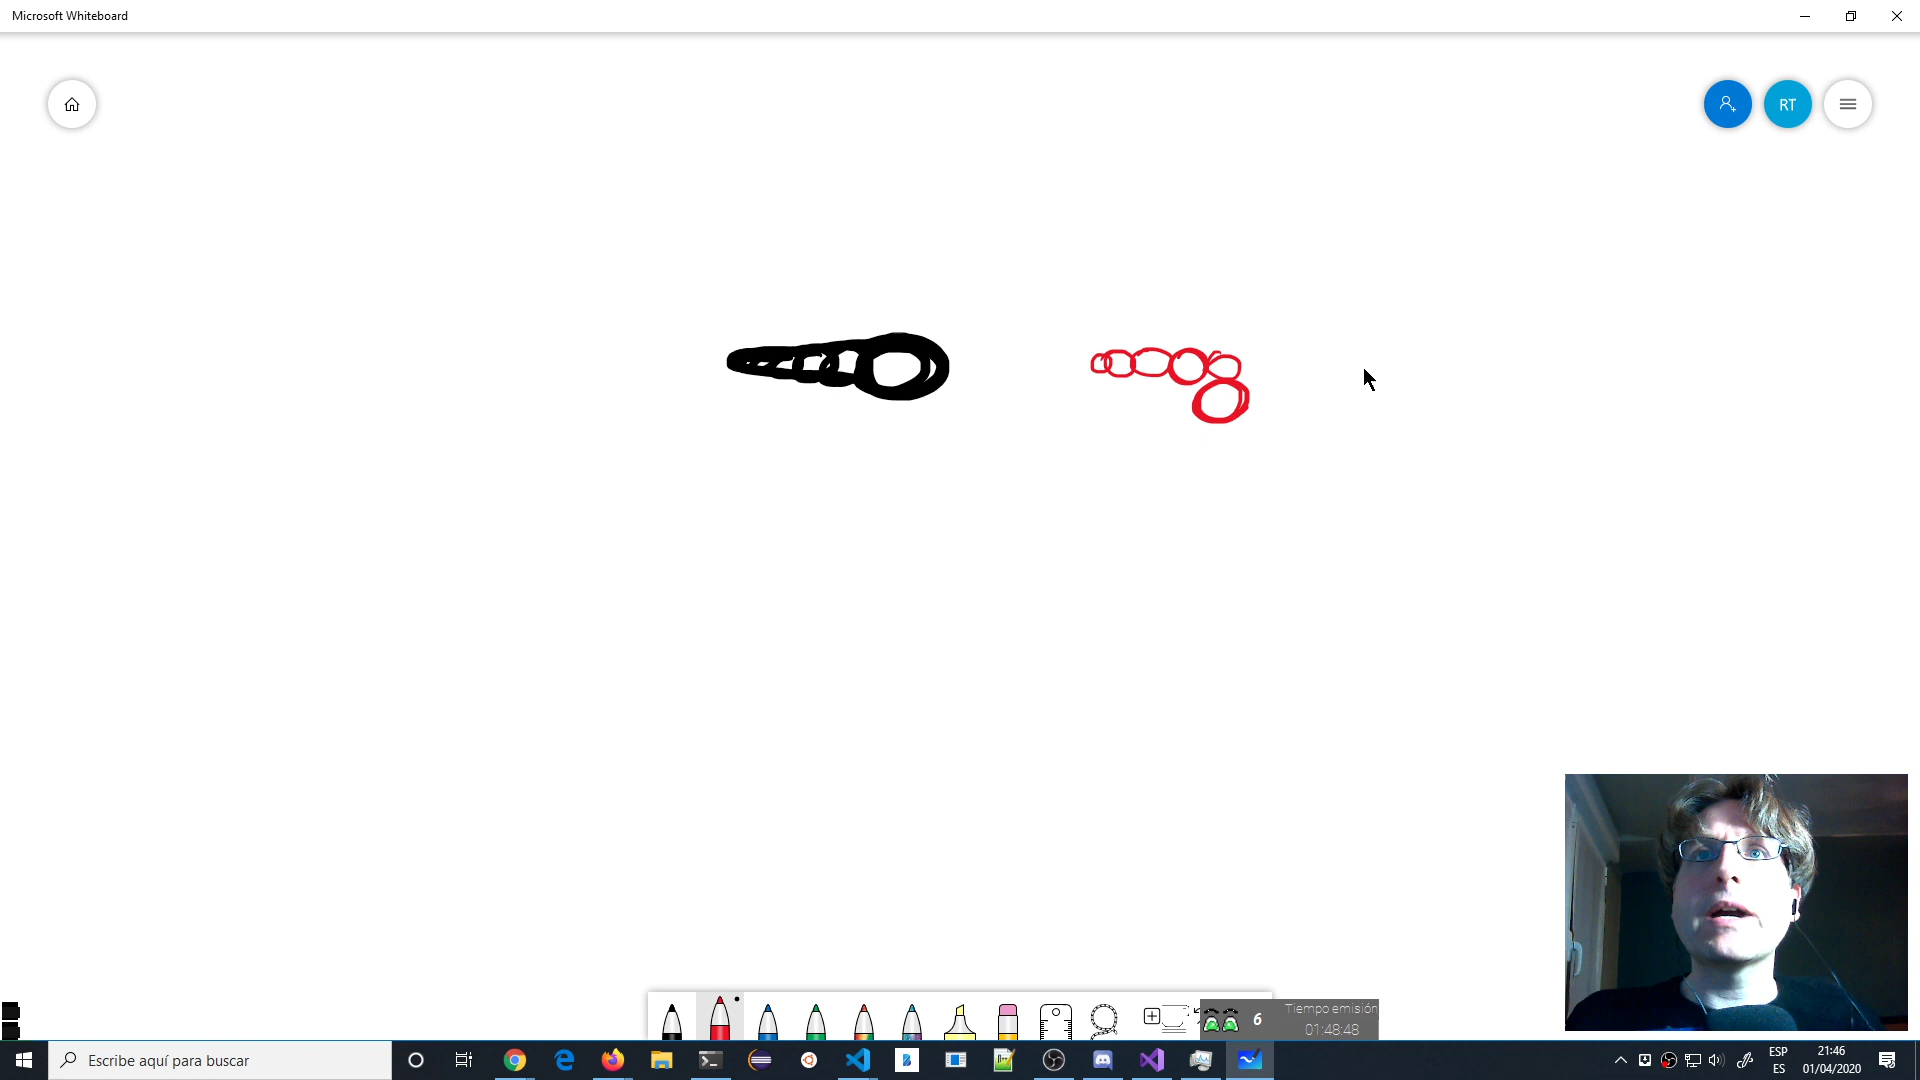 Microsoft Whiteboard
RT
6
Tiempo emisión
01:48:48
Escribe aquí para buscar
ESP
ES
21:46
01/04/2020